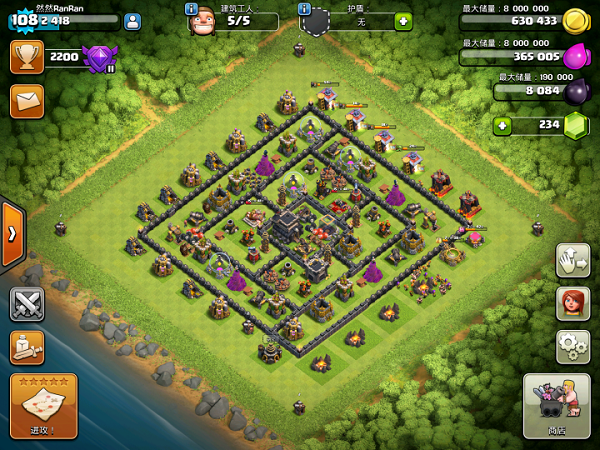 然然RanRan
108
2 418
2200
建筑工人:
5/5
护盾:
无
最大储量: 8 000 000
630 433
最大储量: 8 000 000
365 005
最大储量: 190 000
8 084
234
进攻!
商店